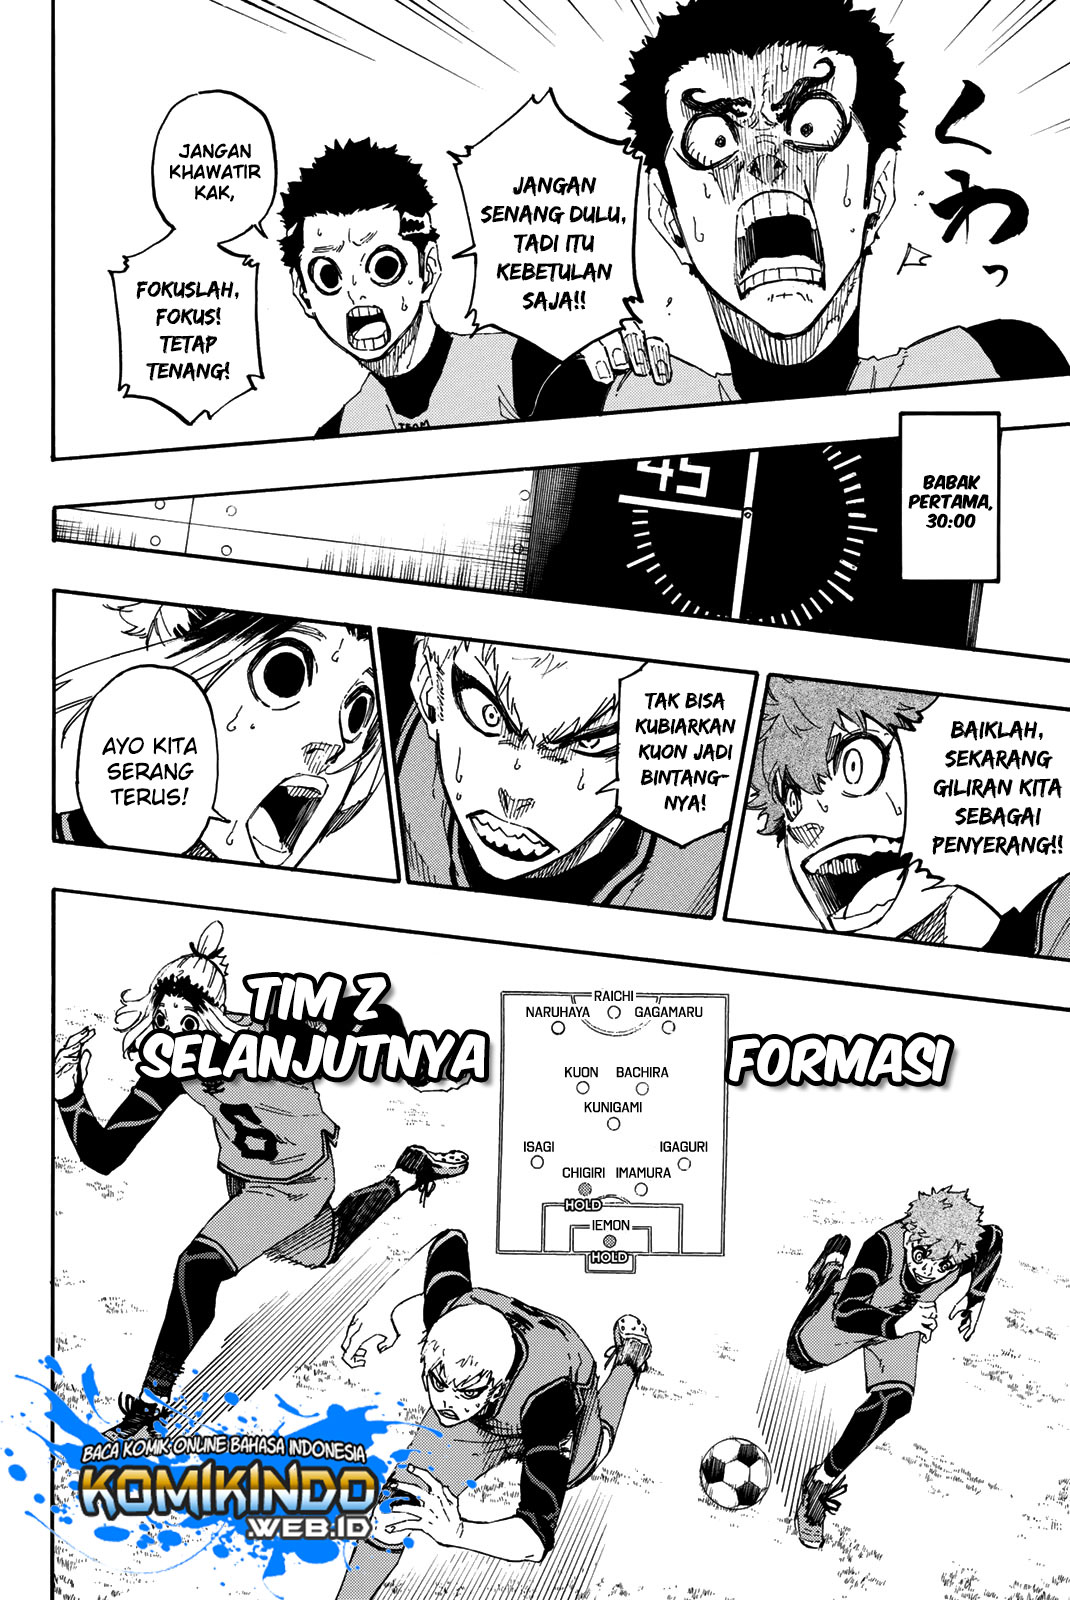 くわっ
JANGAN
SENANG DULU,
TADI ITU
KEBETULAN
SAJA!!
JANGAN
KHAWATIR
KAK,
FOKUSLAH,
FOKUS!
TETAP
TENANG!
TEAM
45
BABAK
PERTAMA,
30:00
BAIKLAH,
SEKARANG
GILIRAN KITA
SEBAGAI
PENYERANG!!
TAK BISA
KUBIARKAN
KUON JADI
BINTANG-
NYA!
AYO KITA
SERANG
TERUS!
TIM Z
SELANJUTNYA
FORMASI
RAICHI
NARUHAYA GAGAMARU
KUON BACHIRA
KUNIGAMI
ISAGI IGAGURI
CHIGIRI IMAMURA
HOLD
IEMON
HOLD
6
BACA KOMIK ONLINE BAHASA INDONESIA
KOMIKINDO
.WEB.ID